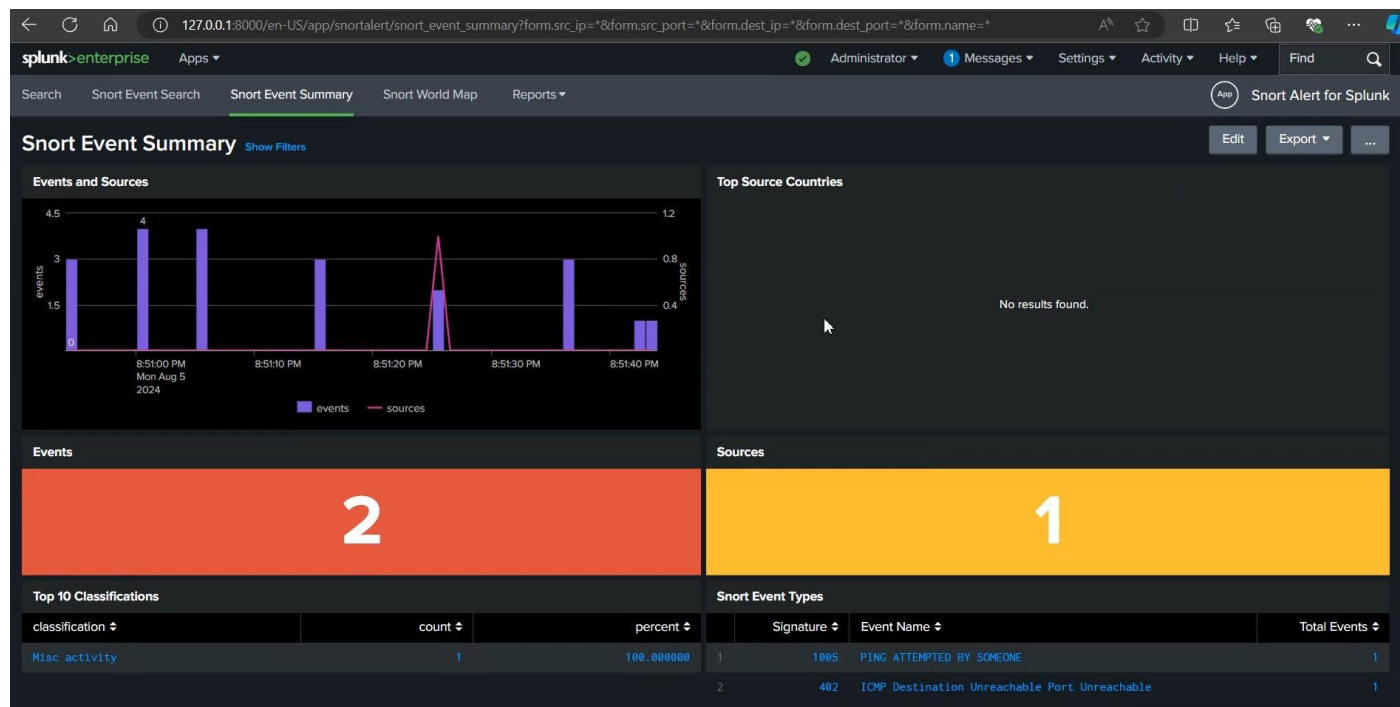 127.0.0.1:8000/en-US/app/snortalert/snort_event_summary?form.src_ip=*&form.src_port=*&form.dest_ip=*&form.dest_port=*&form.name=*
splunk>enterprise Apps Administrator 1 Messages Settings Activity Help Find
Search Snort Event Search Snort Event Summary Snort World Map Reports App Snort Alert for Splunk
Snort Event Summary Show Filters Edit Export ...
Events and Sources
4.5
3
1.5
events
4
0
1.2
0.8
0.4
sources
8:51:00 PM 8:51:10 PM 8:51:20 PM 8:51:30 PM 8:51:40 PM
Mon Aug 5
2024
events sources
Top Source Countries
No results found.
Events
2
Sources
1
Top 10 Classifications
classification count percent
Misc activity 1 100.000000
Snort Event Types
Signature Event Name Total Events
1 1005 PING ATTEMPTED BY SOMEONE 1
2 402 ICMP Destination Unreachable Port Unreachable 1